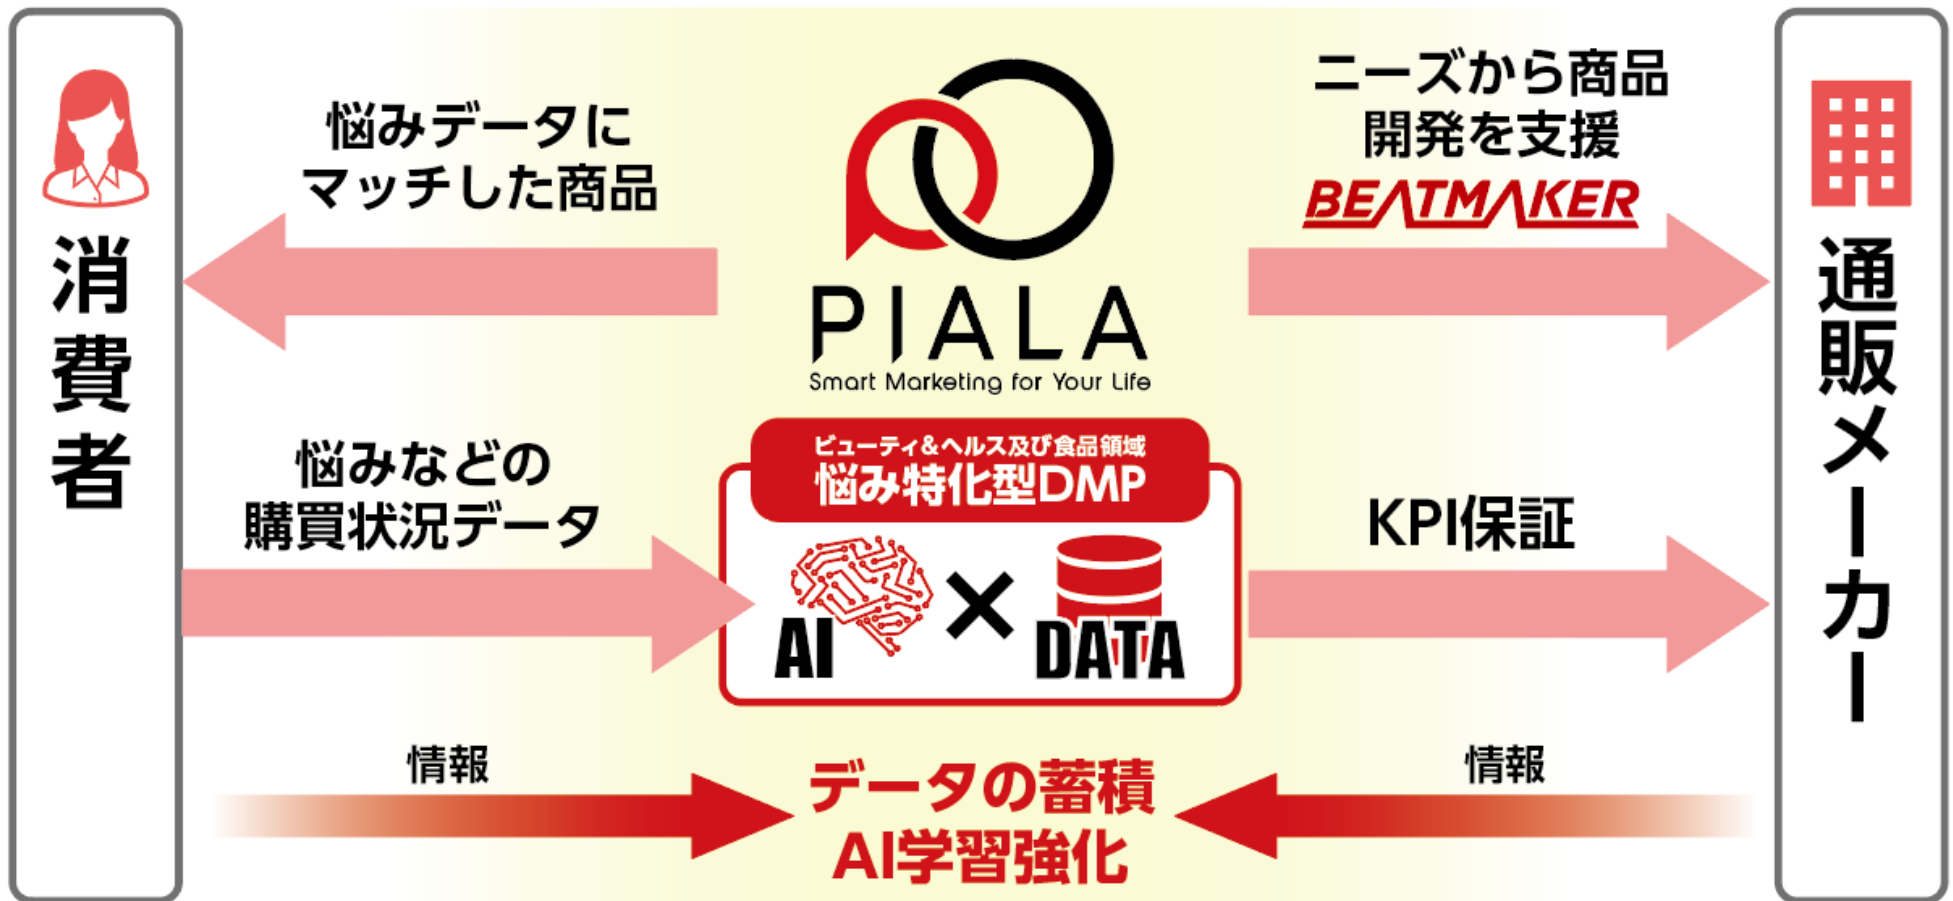 消費者
悩みデータに
マッチした商品
悩みなどの
購買状況データ
情報
PIALA
Smart Marketing for Your Life
ビューティ&ヘルス及び食品領域
悩み特化型DMP
AI×DATA
データの蓄積
AI学習強化
ニーズから商品
開発を支援
BEATMAKER
KPI保証
情報
通販メーカー